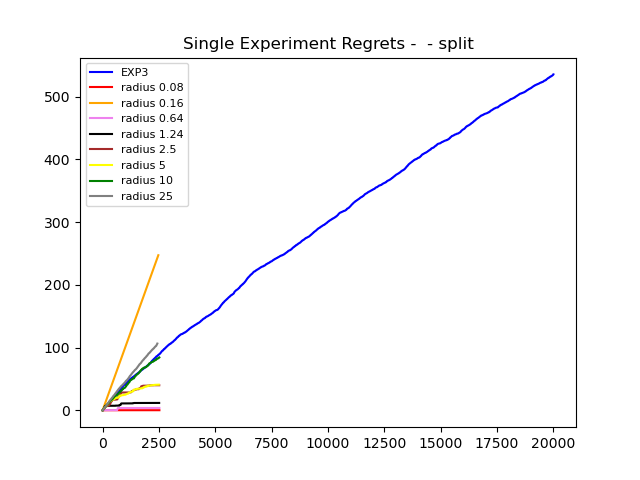 Single Experiment Regrets -  - split
EXP3
radius 0.08
radius 0.16
radius 0.64
radius 1.24
radius 2.5
radius 5
radius 10
radius 25
500
400
300
200
100
0
0 2500 5000 7500 10000 12500 15000 17500 20000